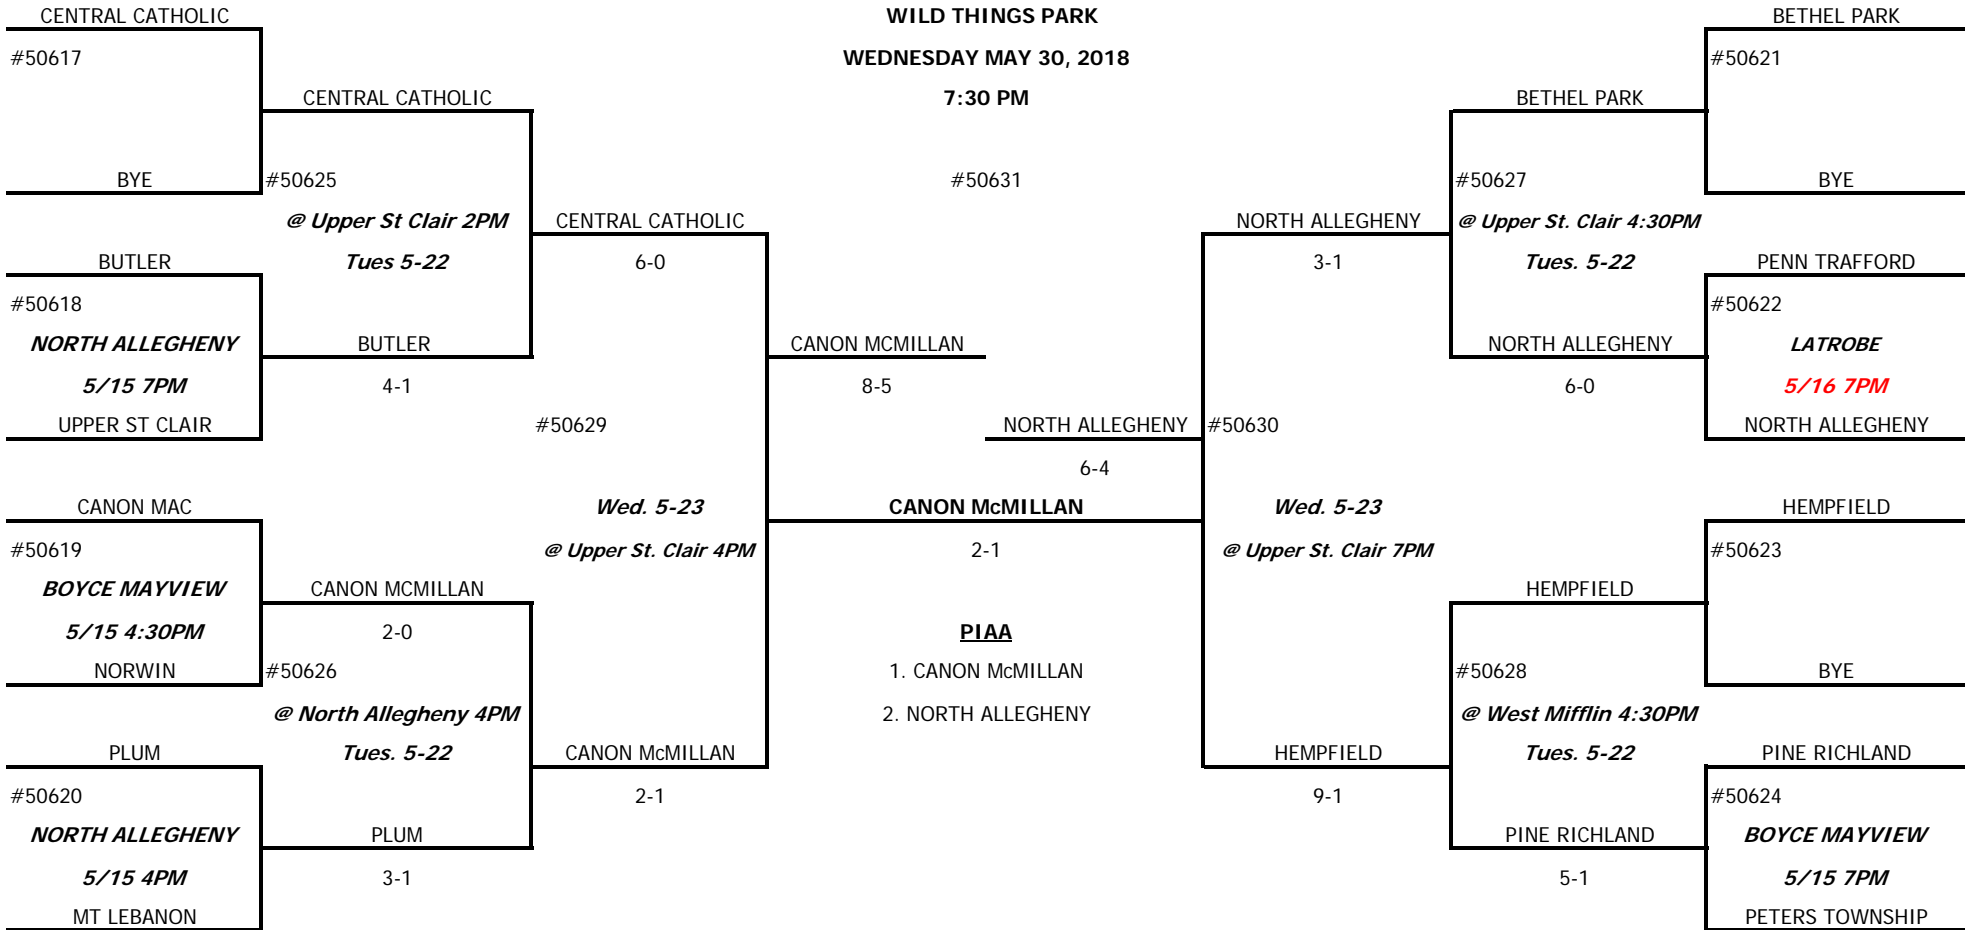 CENTRAL CATHOLIC WILD THINGS PARK BETHEL PARK
#50617 WEDNESDAY MAY 30, 2018 #50621
CENTRAL CATHOLIC 7:30 PM BETHEL PARK
BYE #50625 #50631 #50627 BYE
@ Upper St Clair 2PM CENTRAL CATHOLIC NORTH ALLEGHENY @ Upper St. Clair 4:30PM
BUTLER Tues 5-22 6-0 3-1 Tues. 5-22 PENN TRAFFORD
#50618 #50622
NORTH ALLEGHENY BUTLER CANON MCMILLAN NORTH ALLEGHENY LATROBE
5/15 7PM 4-1 8-5 6-0 5/16 7PM
UPPER ST CLAIR #50629 NORTH ALLEGHENY #50630 NORTH ALLEGHENY
6-4
CANON MAC Wed. 5-23 CANON McMILLAN Wed. 5-23 HEMPFIELD
#50619 @ Upper St. Clair 4PM 2-1 @ Upper St. Clair 7PM #50623
BOYCE MAYVIEW CANON MCMILLAN HEMPFIELD
5/15 4:30PM 2-0 PIAA
NORWIN #50626 1. CANON McMILLAN #50628 BYE
@ North Allegheny 4PM 2. NORTH ALLEGHENY @ West Mifflin 4:30PM
PLUM Tues. 5-22 CANON McMILLAN HEMPFIELD Tues. 5-22 PINE RICHLAND
#50620 2-1 9-1 #50624
NORTH ALLEGHENY PLUM PINE RICHLAND BOYCE MAYVIEW
5/15 4PM 3-1 5-1 5/15 7PM
MT LEBANON PETERS TOWNSHIP